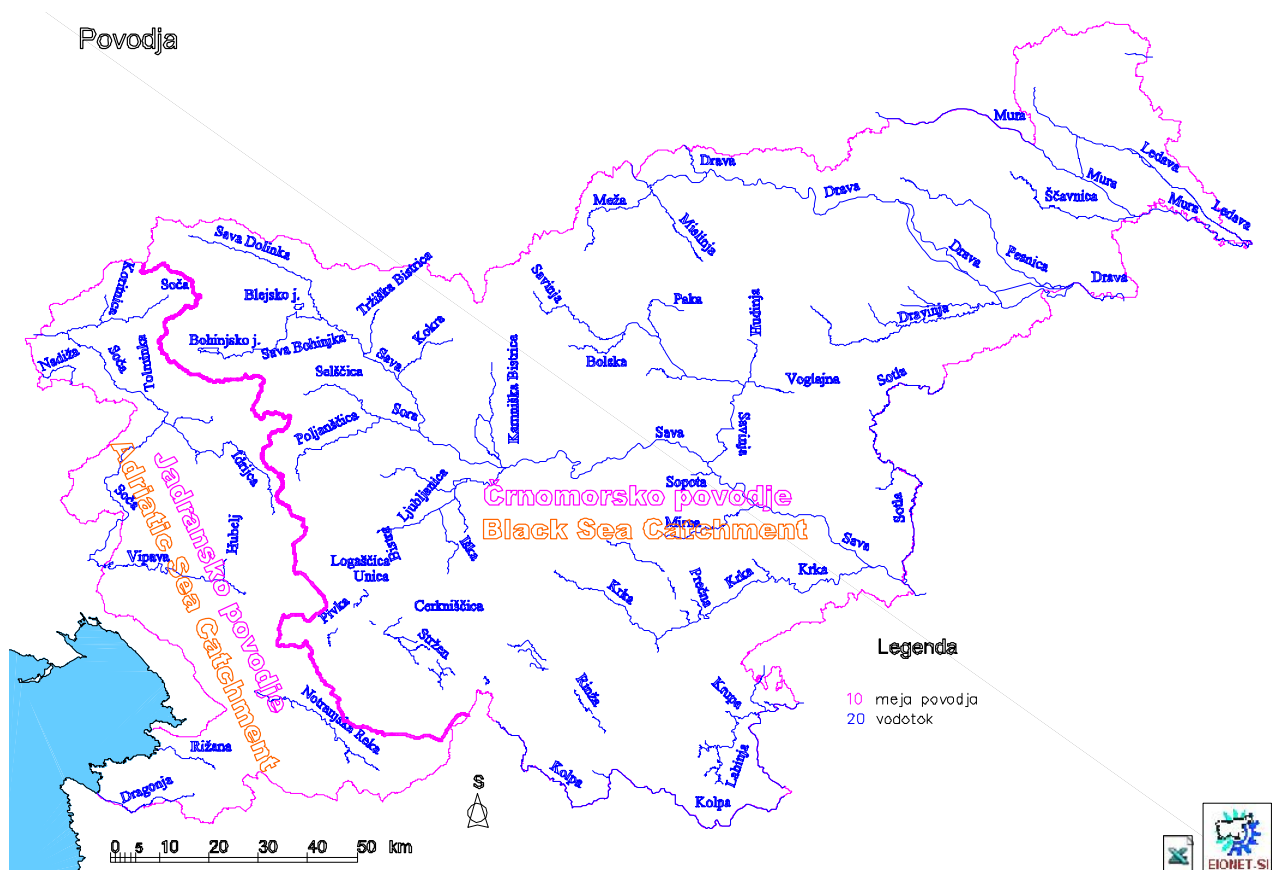 Povodja
Mura
Ledava
Drava
Mura
Drava
Meža
Ščavnica
Mura
Ledava
Mislinja
Sava Dolinka
Drava
Pesnica
Koritnica
Soča
Tržiška Bistrica
Savinja
Drava
Blejsko j.
Paka
Hudinja
Dravinja
Kokra
Bohinjsko j.
Sava Bohinjka
Soča
Tolminka
Nadiža
Sava
Kamniška Bistrica
Bolska
Selščica
Voglajna
Sotla
Sora
Poljanščica
Savinja
Sava
Idrijca
Sopota
Soča
Ljubljanica
Črnomorsko povodje
Black Sea Catchment
Jadransko povodje
Adriatic sea Catchment
Mirna
Sotla
Hubelj
Bistra
Iška
Sava
Vipava
Logaščica
Unica
Krka
Prečna
Krka
Krka
Pivka
Cerkniščica
Stržen
Legenda
Rinža
Krupa
10 meja povodja
20 vodotok
Notranjska Reka
Rižana
Lahinja
Kolpa
Dragonja
S
Kolpa
0 5 10 20 30 40 50 km
EIONET-SI